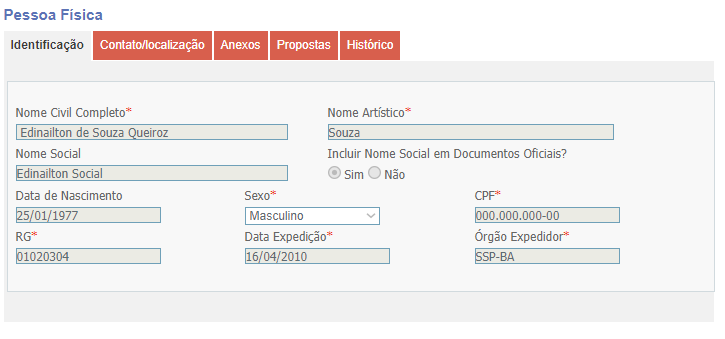 Pessoa Física
Identificação Contato/localização Anexos Propostas Histórico
Nome Civil Completo* Nome Artístico*
Edinailton de Souza Queiroz Souza
Nome Social Incluir Nome Social em Documentos Oficiais?
Edinailton Social Sim Não
Data de Nascimento Sexo* CPF*
25/01/1977 Masculino 000.000.000-00
RG* Data Expedição* Órgão Expedidor*
01020304 16/04/2010 SSP-BA